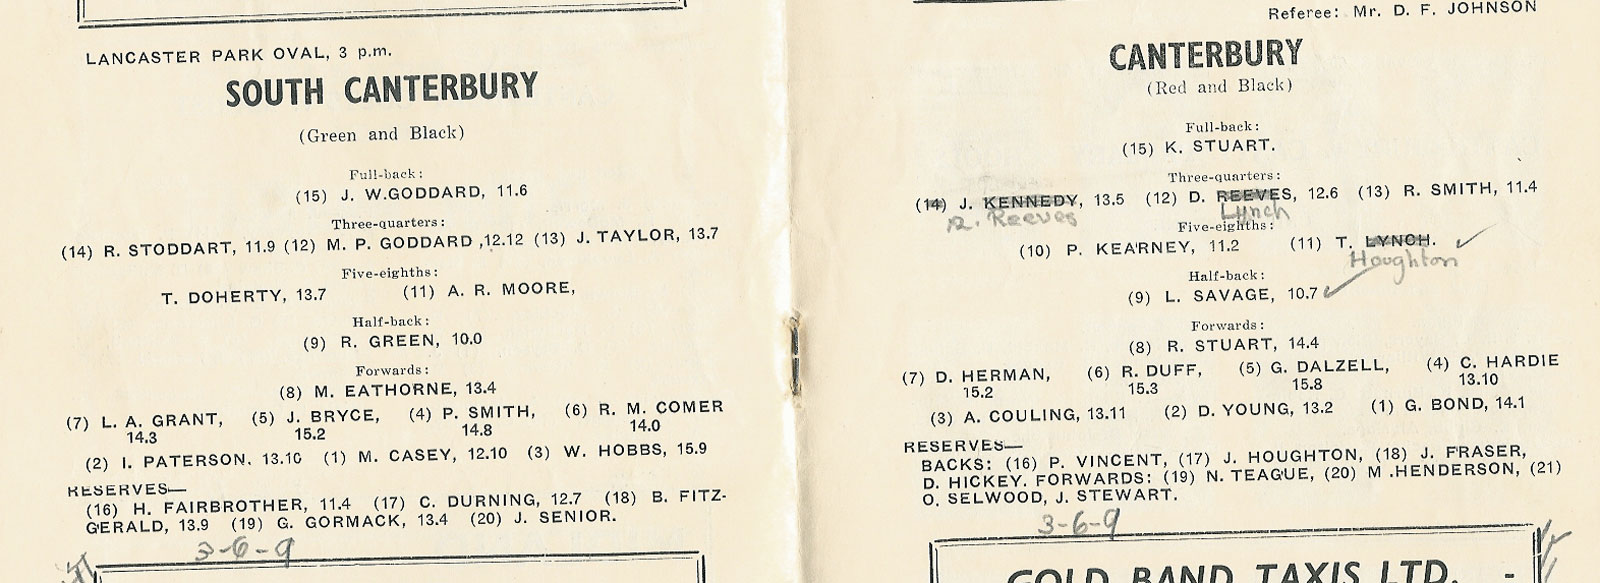 LANCASTER PARK OVAL, 3 p.m.
SOUTH CANTERBURY
(Green and Black)
Full-back:
(15) J. W.GODDARD, 11.6
Three-quarters:
(14) R. STODDART, 11.9 (12) M. P. GODDARD ,12.12 (13) J. TAYLOR, 13.7
Five-eighths:
T. DOHERTY, 13.7 (11) A. R. MOORE,
Half-back:
(9) R. GREEN, 10.0
Forwards:
(8) M. EATHORNE, 13.4
(7) L. A. GRANT, (5) J. BRYCE, (4) P. SMITH, (6) R. M. COMER
14.3 15.2 14.8 14.0
(2) I. PATERSON. 13.10 (1) M. CASEY, 12.10 (3) W. HOBBS, 15.9
RESERVES—
(16) H. FAIRBROTHER, 11.4 (17) C. DURNING, 12.7 (18) B. FITZ-
GERALD, 13.9 (19) G. GORMACK, 13.4 (20) J. SENIOR.
3-6-9
Referee: Mr. D. F. JOHNSON
CANTERBURY
(Red and Black)
Full-back:
(15) K. STUART.
Three-quarters:
(14) J. KENNEDY, 13.5 (12) D. REEVES, 12.6 (13) R. SMITH, 11.4
Reeves Lynch
Five-eighths:
(10) P. KEARNEY, 11.2 (11) T. LYNCH.
Houghton
Half-back:
(9) L. SAVAGE, 10.7
Forwards:
(8) R. STUART, 14.4
(7) D. HERMAN, (6) R. DUFF, (5) G. DALZELL, (4) C. HARDIE
15.2 15.3 15.8 13.10
(3) A. COULING, 13.11 (2) D. YOUNG, 13.2 (1) G. BOND, 14.1
RESERVES—
BACKS: (16) P. VINCENT, (17) J. HOUGHTON, (18) J. FRASER,
D. HICKEY. FORWARDS: (19) N. TEAGUE, (20) M .HENDERSON, (21)
O. SELWOOD, J. STEWART.
3-6-9
GOLD BAND TAXIS LTD. -